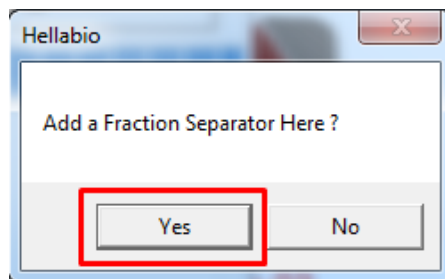 Hellabio
Add a Fraction Separator Here ?
Yes
No